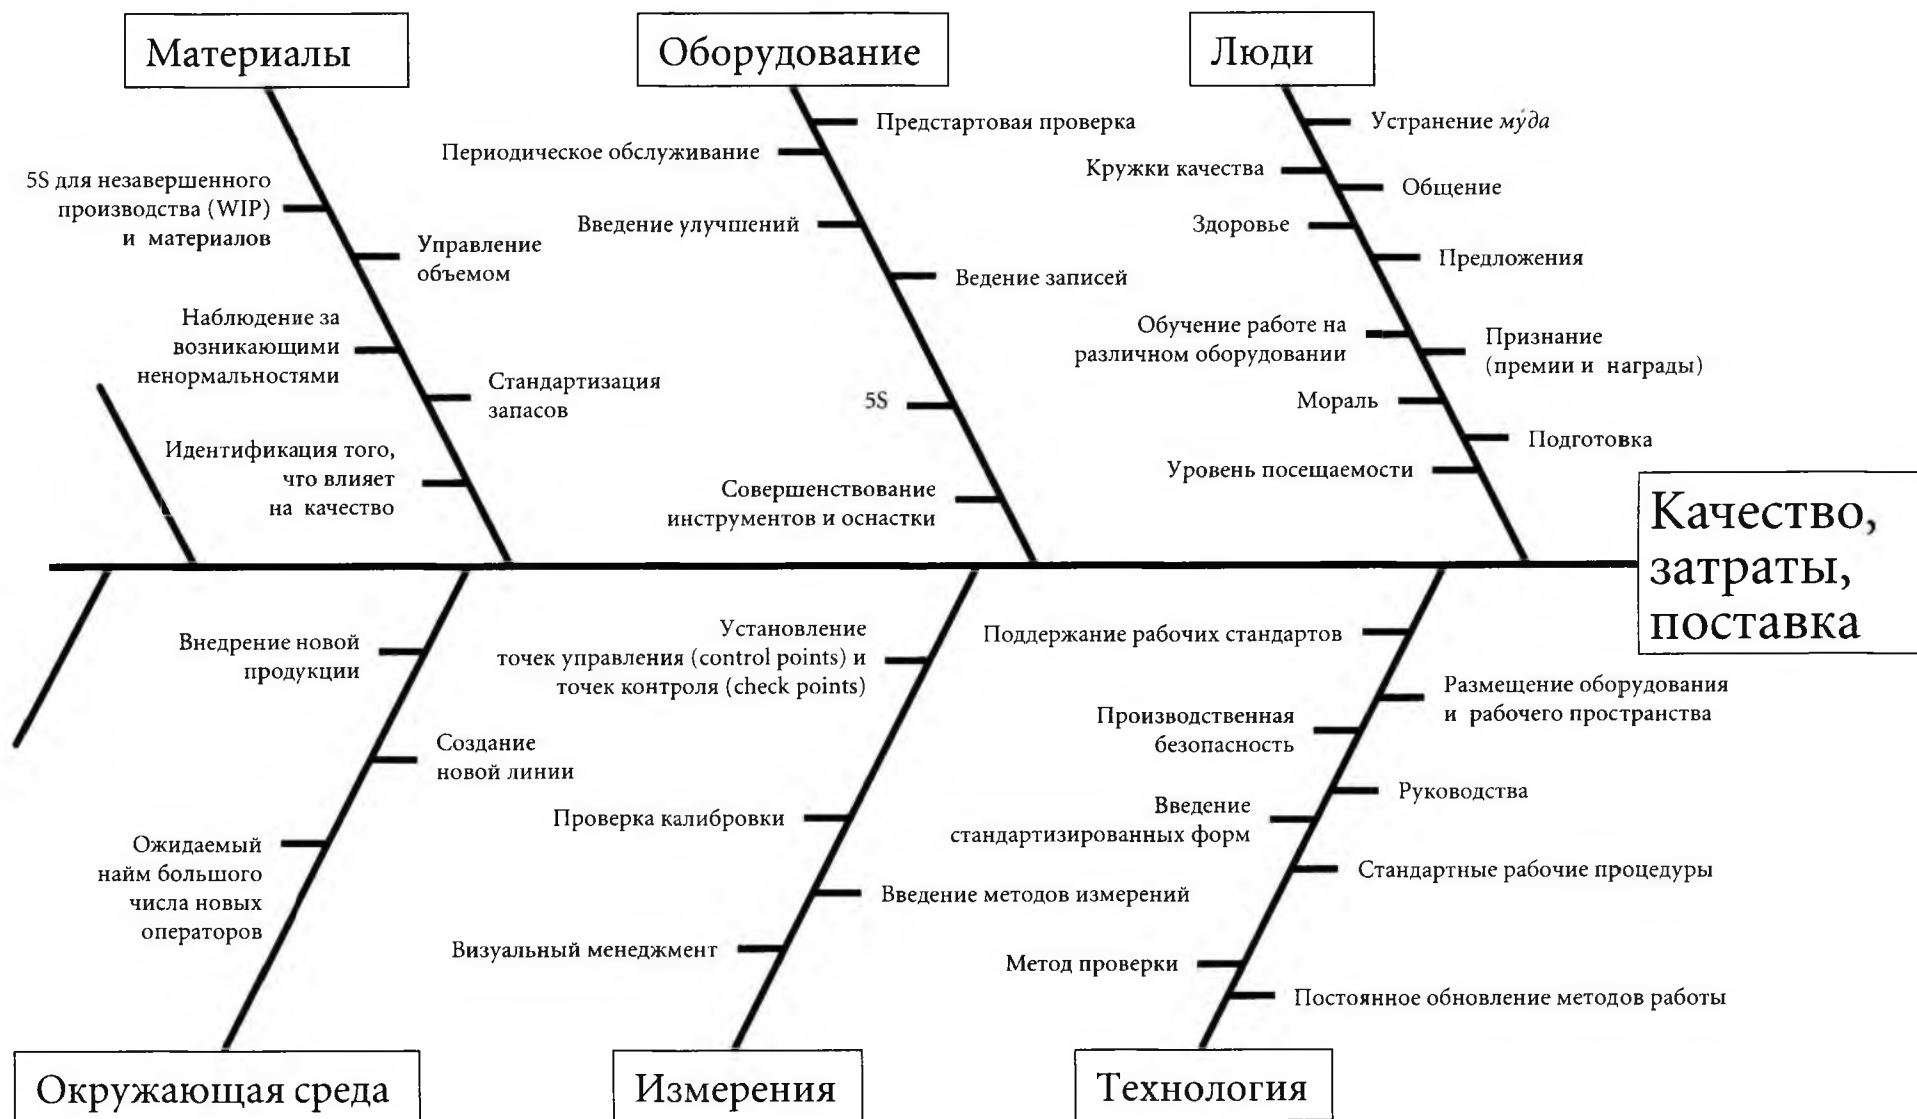 Материалы
Оборудование
Люди
5S для незавершенного
производства (WIP)
и материалов
Управление
объемом
Наблюдение за
возникающими
ненормальностями
Стандартизация
запасов
Идентификация того,
что влияет
на качество
Предстартовая проверка
Периодическое обслуживание
Введение улучшений
Ведение записей
5S
Совершенствование
инструментов и оснастки
Устранение му́да
Кружки качества
Общение
Здоровье
Предложения
Обучение работе на
различном оборудовании
Признание
(премии и награды)
Мораль
Подготовка
Уровень посещаемости
Качество,
затраты,
поставка
Внедрение новой
продукции
Создание
новой линии
Ожидаемый
найм большого
числа новых
операторов
Установление
точек управления (control points) и
точек контроля (check points)
Проверка калибровки
Введение методов измерений
Визуальный менеджмент
Поддержание рабочих стандартов
Размещение оборудования
и рабочего пространства
Производственная
безопасность
Руководства
Введение
стандартизированных форм
Стандартные рабочие процедуры
Метод проверки
Постоянное обновление методов работы
Окружающая среда
Измерения
Технология